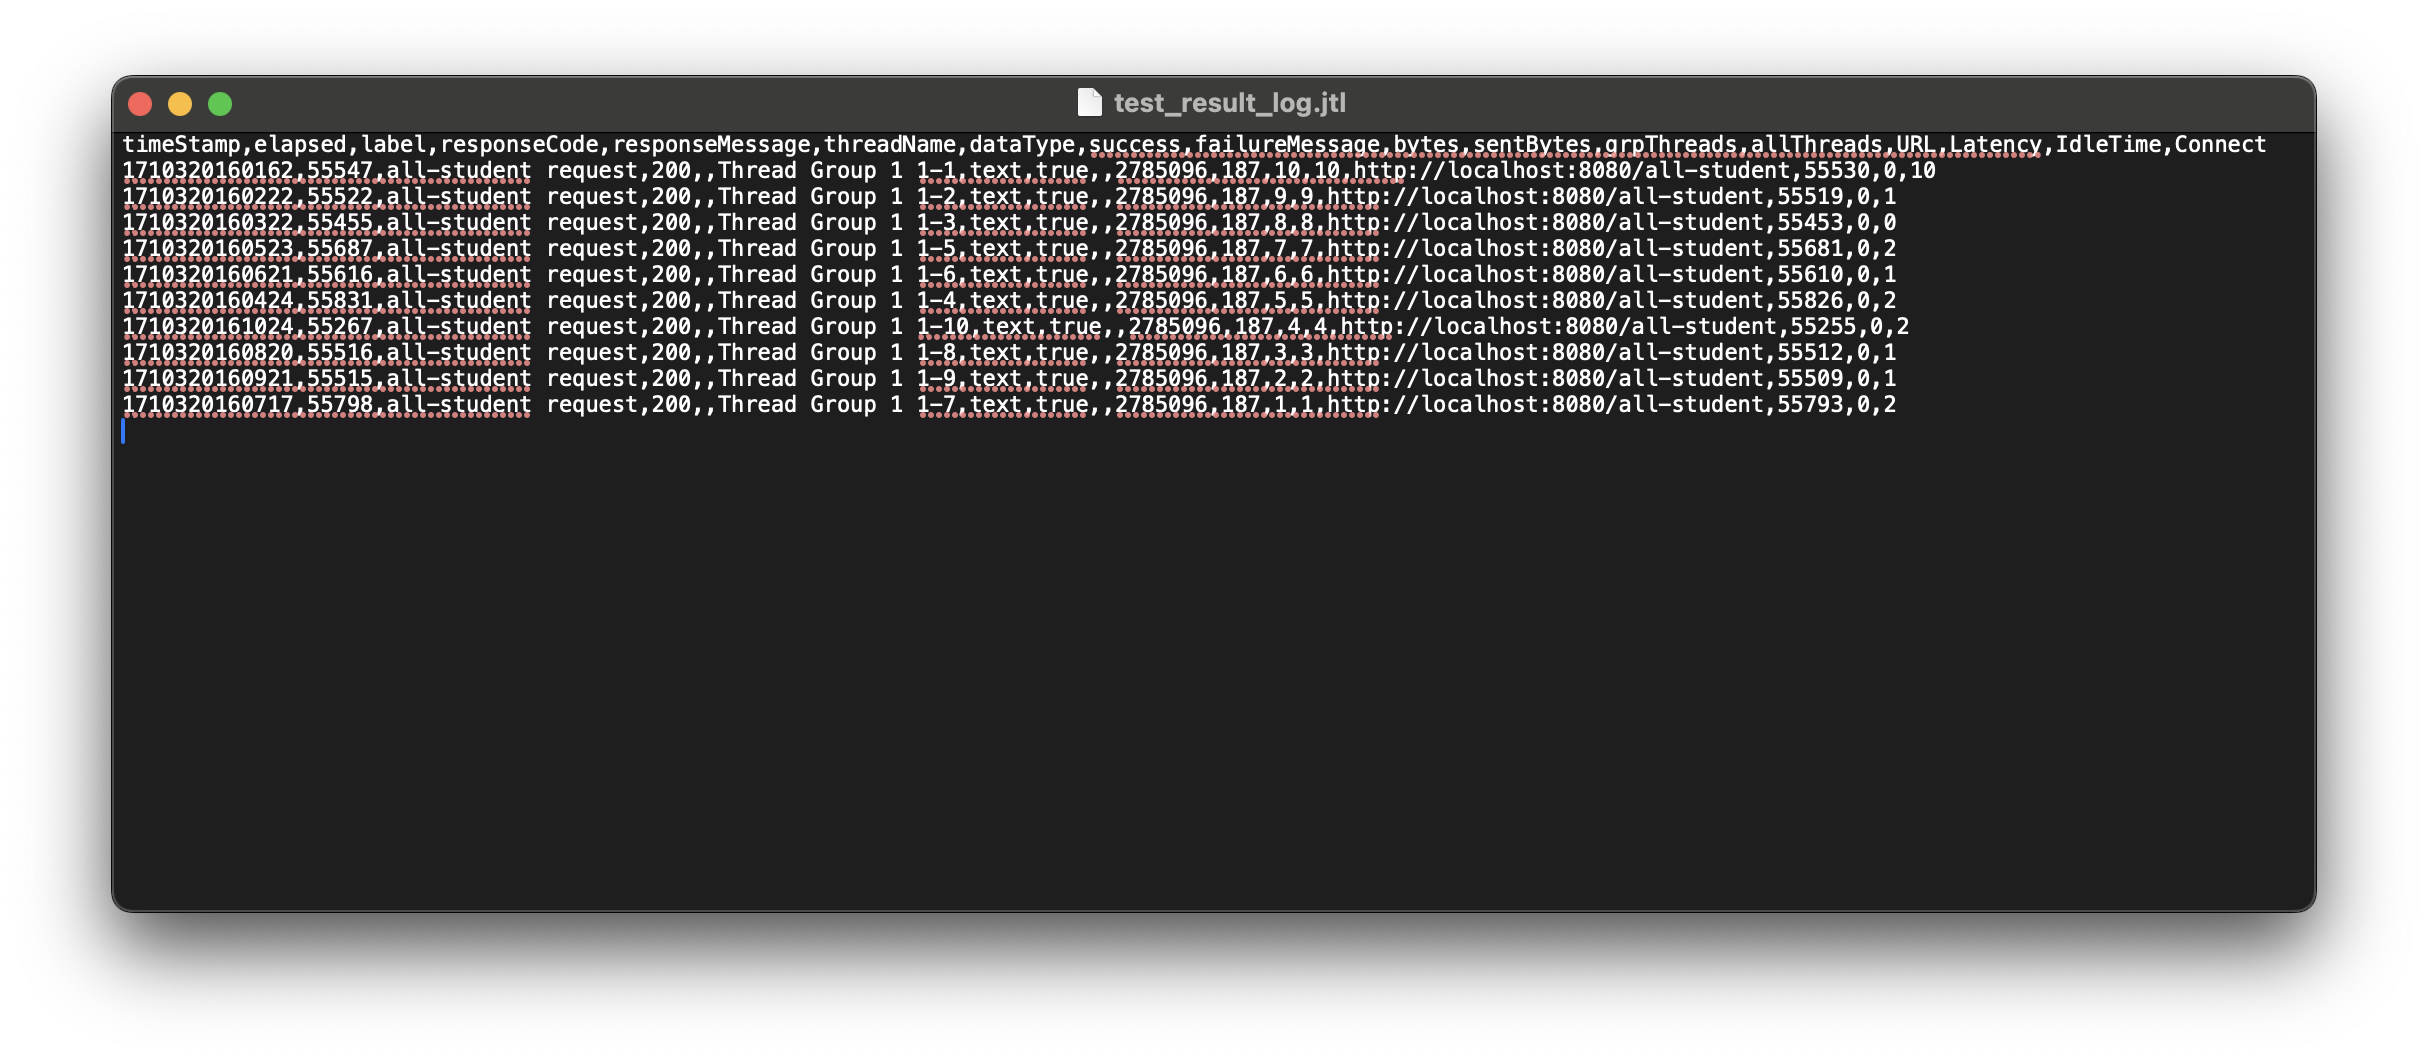 test_result_log.jtl
timeStamp,elapsed,label,responseCode,responseMessage,threadName,dataType,success,failureMessage,bytes,sentBytes,grpThreads,allThreads,URL,Latency,IdleTime,Connect
1710320160162,55547,all-student request,200,,Thread Group 1 1-1,text,true,,2785096,187,10,10,http://localhost:8080/all-student,55530,0,10
1710320160222,55522,all-student request,200,,Thread Group 1 1-2,text,true,,2785096,187,9,9,http://localhost:8080/all-student,55519,0,1
1710320160322,55455,all-student request,200,,Thread Group 1 1-3,text,true,,2785096,187,8,8,http://localhost:8080/all-student,55453,0,0
1710320160523,55687,all-student request,200,,Thread Group 1 1-5,text,true,,2785096,187,7,7,http://localhost:8080/all-student,55681,0,2
1710320160621,55616,all-student request,200,,Thread Group 1 1-6,text,true,,2785096,187,6,6,http://localhost:8080/all-student,55610,0,1
1710320160424,55831,all-student request,200,,Thread Group 1 1-4,text,true,,2785096,187,5,5,http://localhost:8080/all-student,55826,0,2
1710320161024,55267,all-student request,200,,Thread Group 1 1-10,text,true,,2785096,187,4,4,http://localhost:8080/all-student,55255,0,2
1710320160820,55516,all-student request,200,,Thread Group 1 1-8,text,true,,2785096,187,3,3,http://localhost:8080/all-student,55512,0,1
1710320160921,55515,all-student request,200,,Thread Group 1 1-9,text,true,,2785096,187,2,2,http://localhost:8080/all-student,55509,0,1
1710320160717,55798,all-student request,200,,Thread Group 1 1-7,text,true,,2785096,187,1,1,http://localhost:8080/all-student,55793,0,2